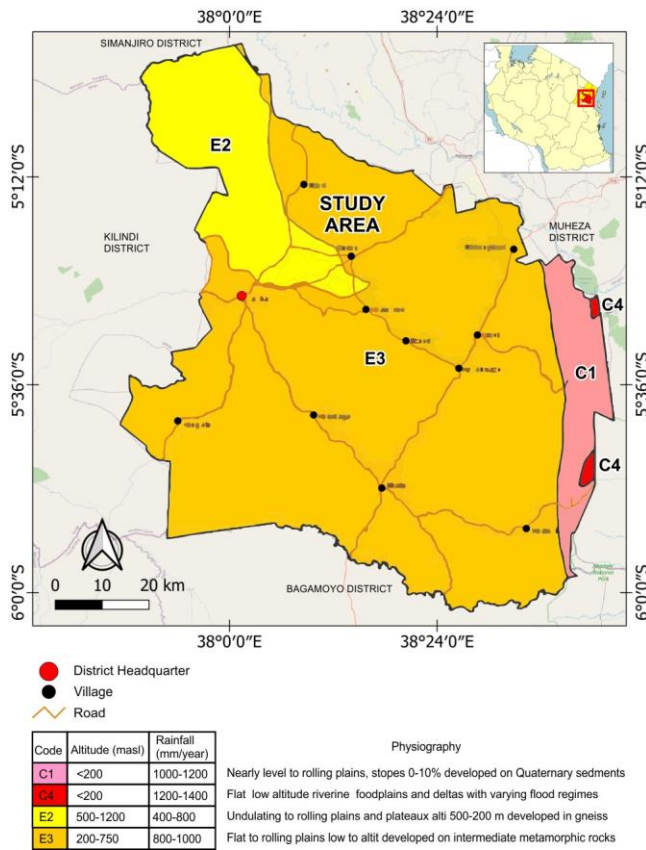 38°0'0"E 38°24'0"E
SIMANJIRO DISTRICT
E2
5°12'0"S 5°12'0"S
STUDY
AREA
MUHEZA
DISTRICT
KILINDI
DISTRICT
C4
E3
C1
5°36'0"S 5°36'0"S
C4
0 10 20 km
BAGAMOYO DISTRICT
6°0'0"S 6°0'0"S
38°0'0"E 38°24'0"E
District Headquarter
Village
Road
Code Altitude (masl) Rainfall (mm/year) Physiography
C1 <200 1000-1200 Nearly level to rolling plains, stopes 0-10% developed on Quaternary sediments
C4 <200 1200-1400 Flat low altitude riverine foodplains and deltas with varying flood regimes
E2 500-1200 400-800 Undulating to rolling plains and plateaux alti 500-200 m developed in gneiss
E3 200-750 800-1000 Flat to rolling plains low to altit developed on intermediate metamorphic rocks